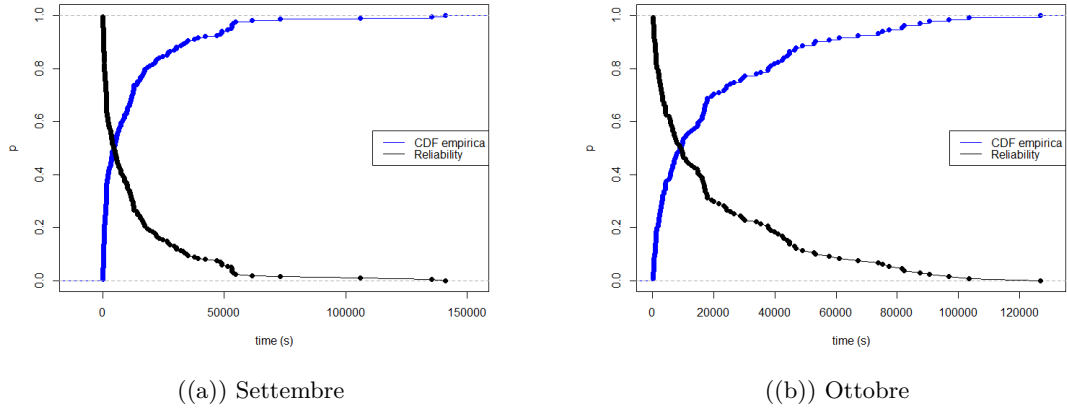 1.0
0.8
0.6
0.4
0.2
0.0
p
CDF empirica
Reliability
0 50000 100000 150000
time (s)
((a)) Settembre
1.0
0.8
0.6
0.4
0.2
0.0
p
CDF empirica
Reliability
0 20000 40000 60000 80000 100000 120000
time (s)
((b)) Ottobre